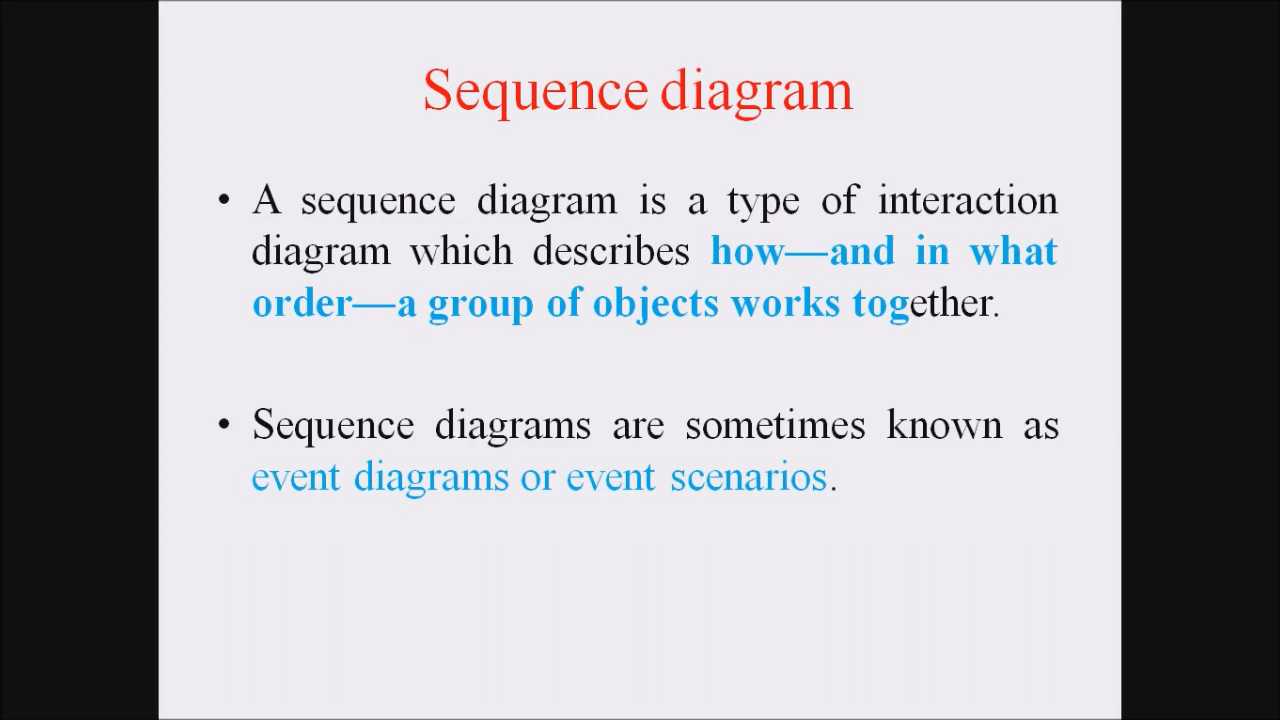 Sequence diagram
• A sequence diagram is a type of interaction
diagram which describes how—and in what
order—a group of objects works together.
• Sequence diagrams are sometimes known as
event diagrams or event scenarios.